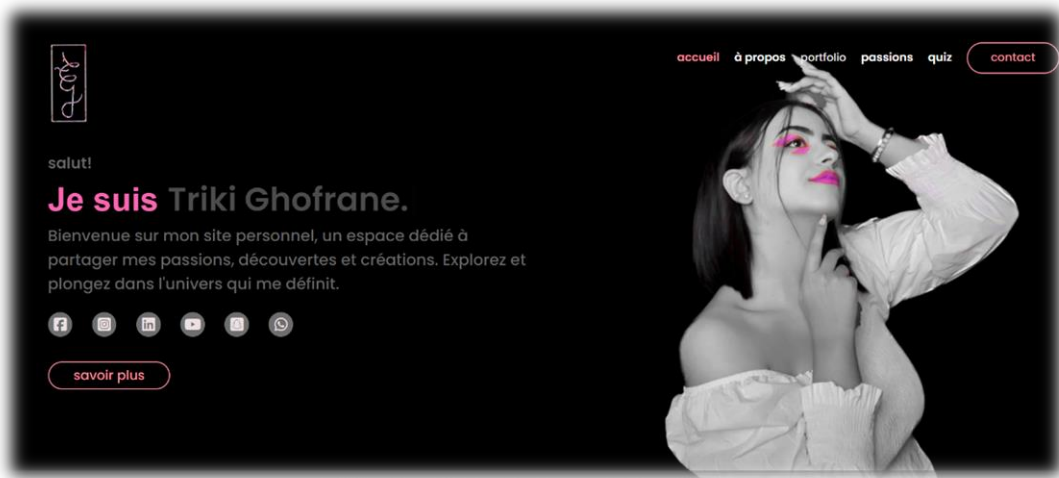 accueil à propos portfolio passions quiz contact
salut!
Je suis Triki Ghofrane.
Bienvenue sur mon site personnel, un espace dédié à
partager mes passions, découvertes et créations. Explorez et
plongez dans l'univers qui me définit.
savoir plus